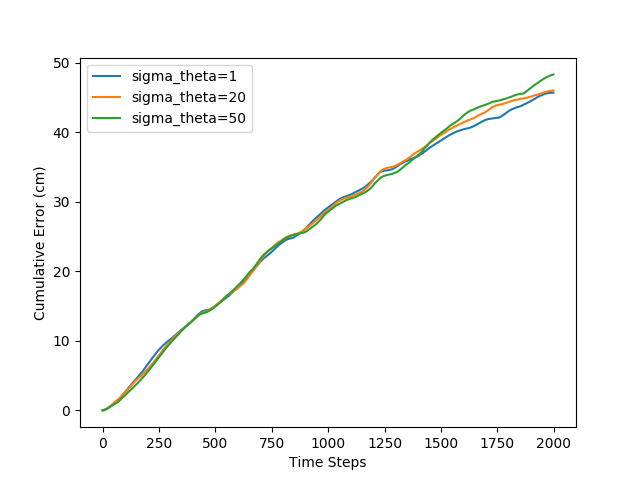 sigma_theta=1
sigma_theta=20
sigma_theta=50
Cumulative Error (cm)
50
40
30
20
10
0
0 250 500 750 1000 1250 1500 1750 2000
Time Steps